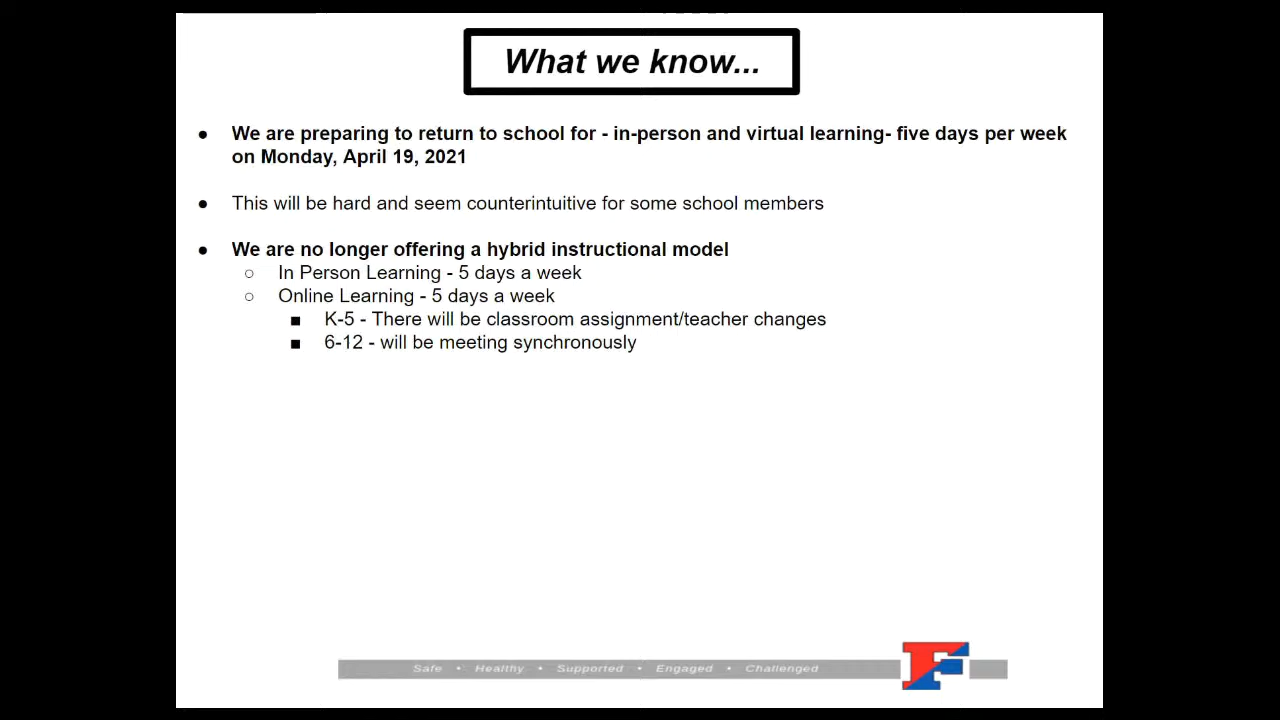 What we know...
● We are preparing to return to school for - in-person and virtual learning- five days per week
on Monday, April 19, 2021
● This will be hard and seem counterintuitive for some school members
● We are no longer offering a hybrid instructional model
○ In Person Learning - 5 days a week
○ Online Learning - 5 days a week
■ K-5 - There will be classroom assignment/teacher changes
■ 6-12 - will be meeting synchronously
Safe • Healthy • Supported • Engaged • Challenged
F